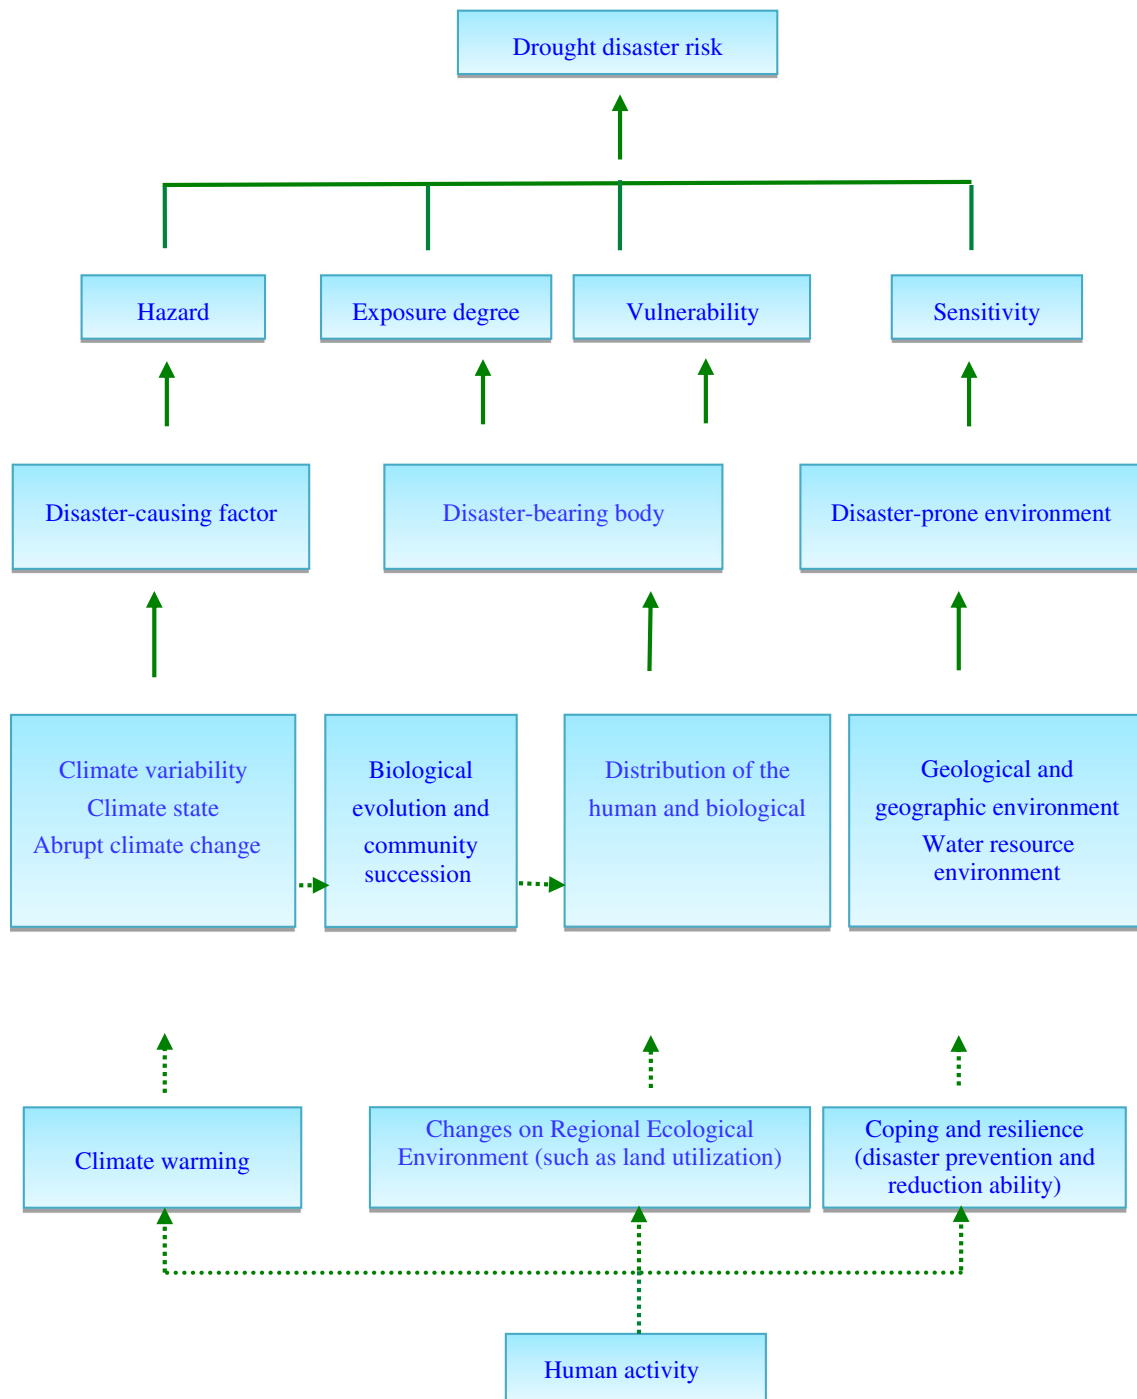 Drought disaster risk
Hazard
Exposure degree
Vulnerability
Sensitivity
Disaster-causing factor
Disaster-bearing body
Disaster-prone environment
Climate variability
Climate state
Abrupt climate change
Biological
evolution and
community
succession
Distribution of the
human and biological
Geological and
geographic environment
Water resource
environment
Climate warming
Changes on Regional Ecological
Environment (such as land utilization)
Coping and resilience
(disaster prevention and
reduction ability)
Human activity